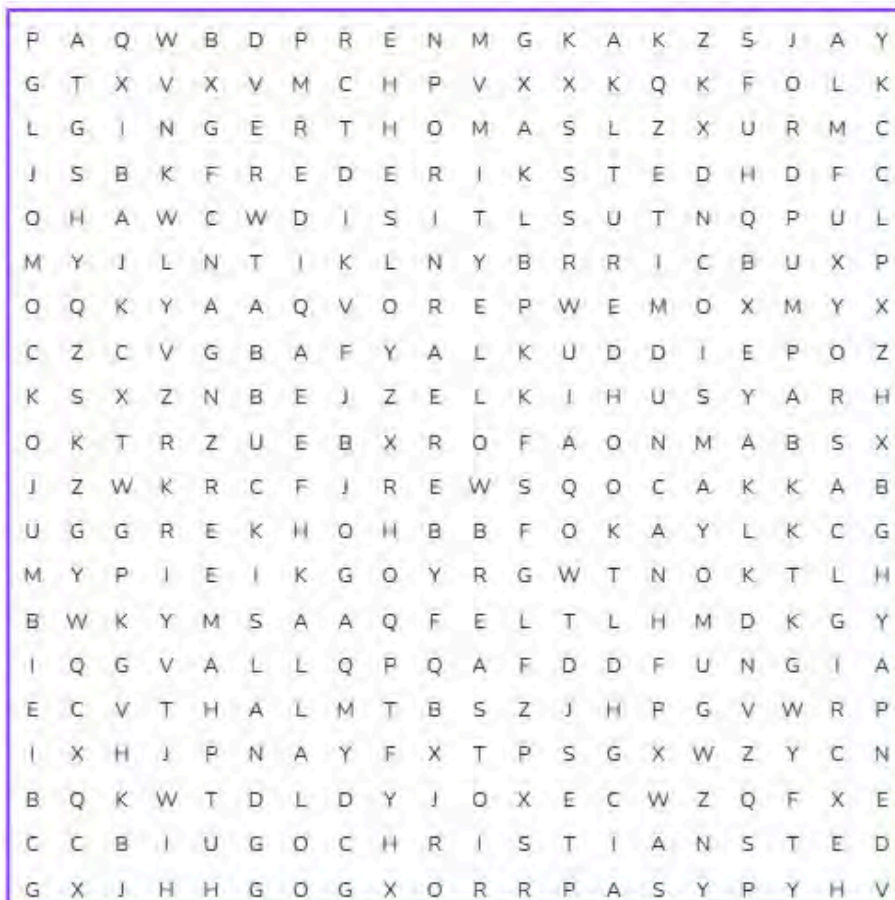 P A Q W B D P R E N M G K A K Z S J A Y
G T X V X V M C H P V X X K Q K F O L K
L G I N G E R T H O M A S L Z X U R M C
J S B K F R E D E R I K S T E D H D F C
O H A W C W D I S I T L S U T N Q P U L
M Y J L N T I K L N Y B R R I C B U X P
O Q K Y A A Q V O R E P W E M O X M Y X
C Z C V G B A F Y A L K U D D I E P O Z
K S X Z N B E J Z E L K I H U S Y A R H
O K T R Z U E B X R O F A O N M A B S X
J Z W K R C F J R E W S Q O C A K K A B
U G G R E K H O H B B F O K A Y L K C G
M Y P I E I K G O Y R G W T N O K T L H
B W K Y M S A A Q F E L T L H M D K G Y
I Q G V A L L Q P Q A F D D F U N G I A
E C V T H A L M T B S Z J H P G V W R P
I X H J P N A Y F X T P S G X W Z Y C N
B Q K W T D L D Y J O X E C W Z Q F X E
C C B I U G O C H R I S T I A N S T E D
G X J H H G O G X O R R P A S Y P Y H V